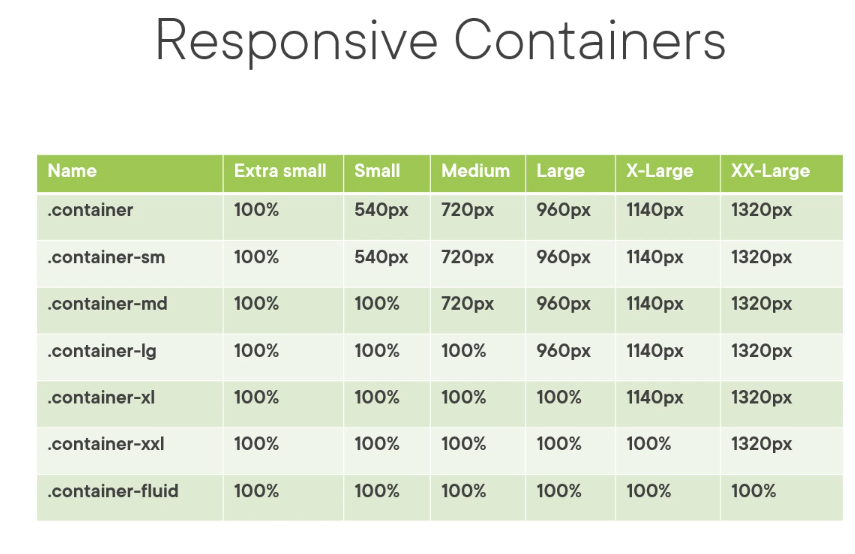 Responsive Containers
Name Extra small Small Medium Large X-Large XX-Large
.container 100% 540px 720px 960px 1140px 1320px
.container-sm 100% 540px 720px 960px 1140px 1320px
.container-md 100% 100% 720px 960px 1140px 1320px
.container-lg 100% 100% 100% 960px 1140px 1320px
.container-xl 100% 100% 100% 100% 1140px 1320px
.container-xxl 100% 100% 100% 100% 100% 1320px
.container-fluid 100% 100% 100% 100% 100% 100%